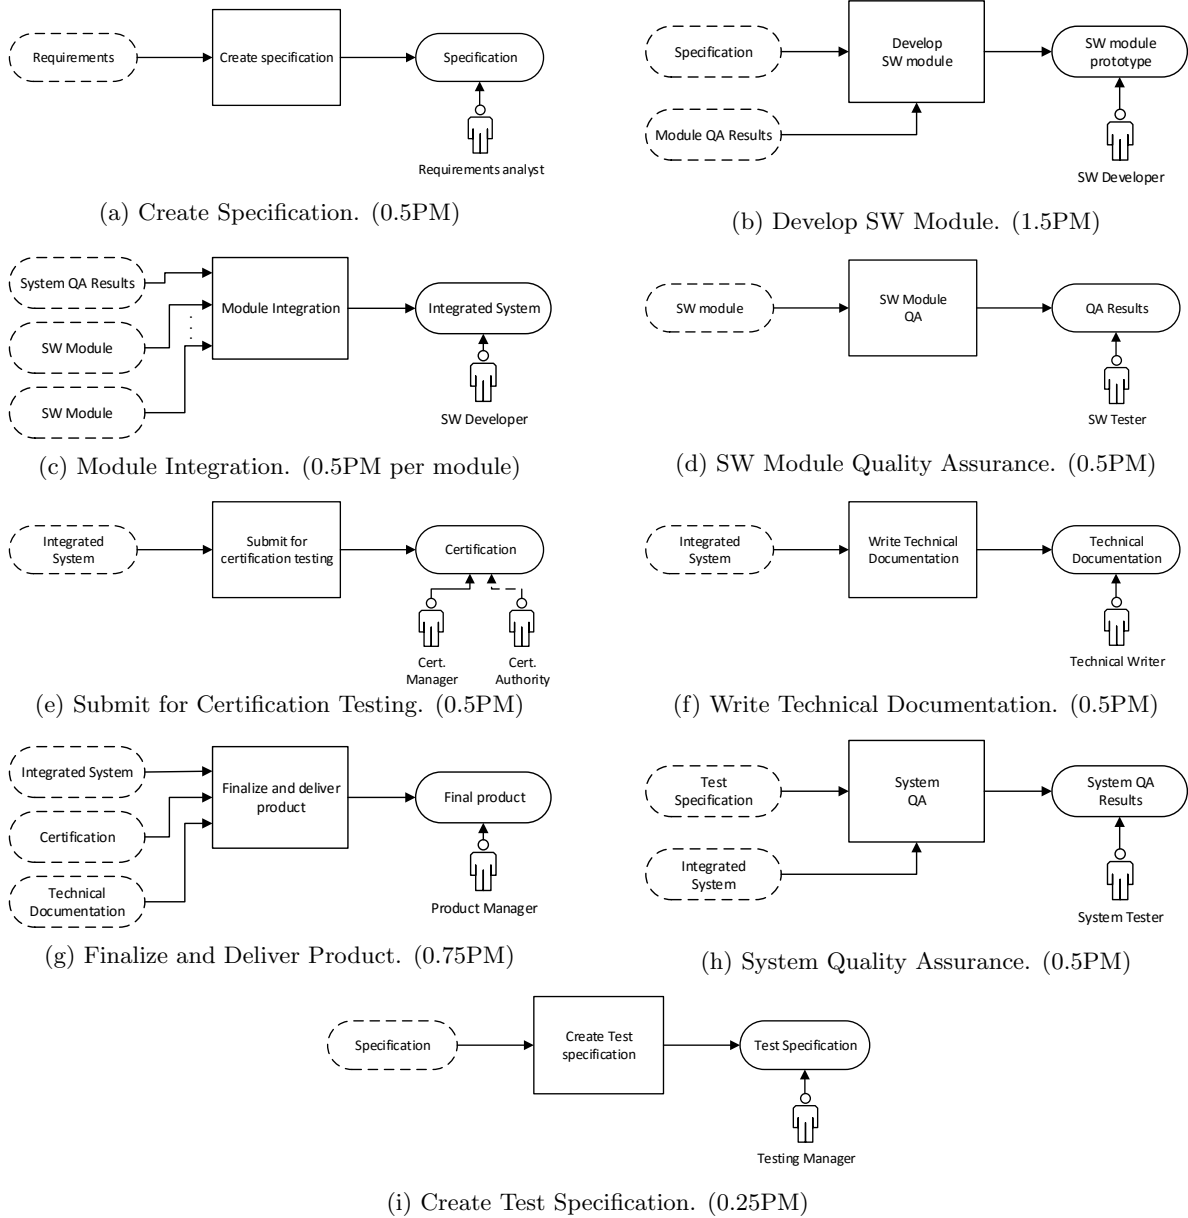 Requirements
Create specification
Specification
Requirements analyst
(a) Create Specification. (0.5PM)
Specification
Module QA Results
Develop
SW module
SW module
prototype
SW Developer
(b) Develop SW Module. (1.5PM)
System QA Results
SW Module
SW Module
Module Integration
Integrated System
SW Developer
(c) Module Integration. (0.5PM per module)
SW module
SW Module
QA
QA Results
SW Tester
(d) SW Module Quality Assurance. (0.5PM)
Integrated
System
Submit for
certification testing
Certification
Cert.
Manager
Cert.
Authority
(e) Submit for Certification Testing. (0.5PM)
Integrated
System
Write Technical
Documentation
Technical
Documentation
Technical Writer
(f) Write Technical Documentation. (0.5PM)
Integrated System
Certification
Technical
Documentation
Finalize and deliver
product
Final product
Product Manager
(g) Finalize and Deliver Product. (0.75PM)
Test
Specification
Integrated
System
System
QA
System QA
Results
System Tester
(h) System Quality Assurance. (0.5PM)
Specification
Create Test
specification
Test Specification
Testing Manager
(i) Create Test Specification. (0.25PM)